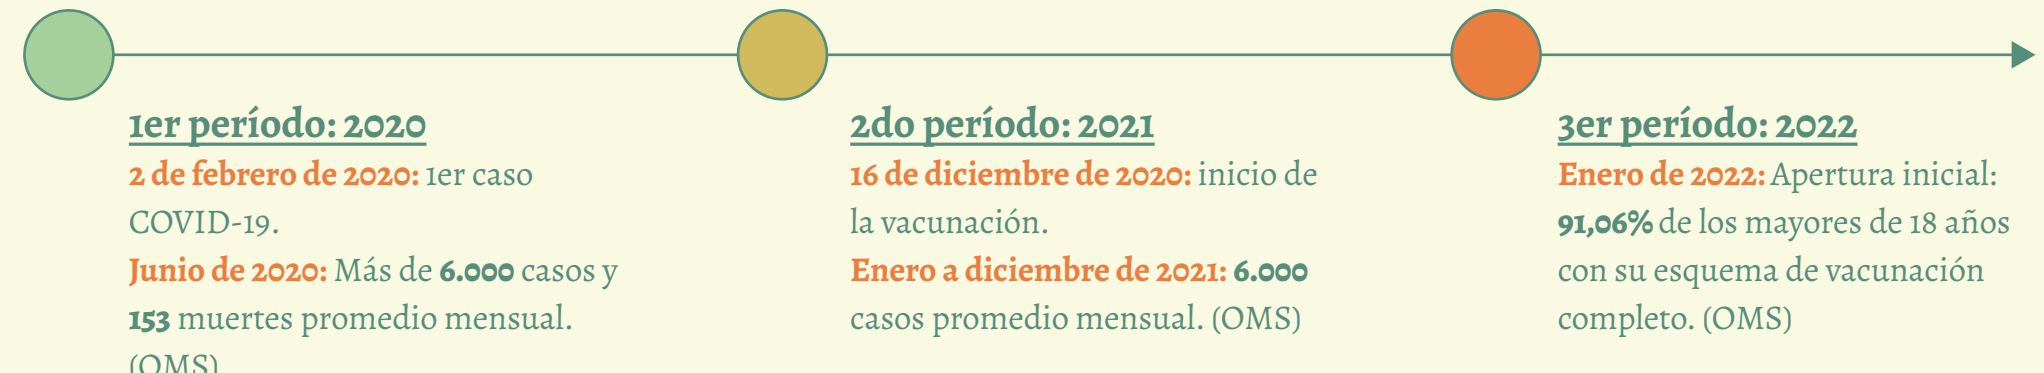 1er período: 2020
2 de febrero de 2020: 1er caso
COVID-19.
Junio de 2020: Más de 6.000 casos y
153 muertes promedio mensual.
(OMS)
2do período: 2021
16 de diciembre de 2020: inicio de
la vacunación.
Enero a diciembre de 2021: 6.000
casos promedio mensual. (OMS)
3er período: 2022
Enero de 2022: Apertura inicial:
91,06% de los mayores de 18 años
con su esquema de vacunación
completo. (OMS)